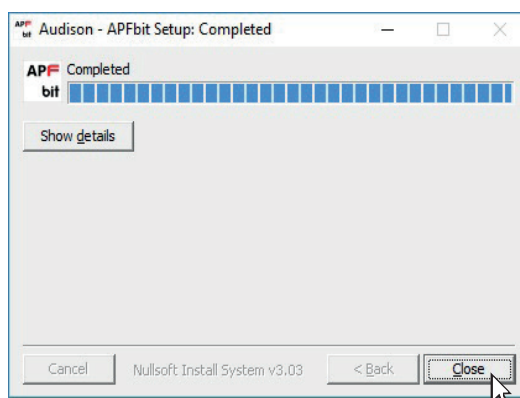 APF bit Audison - APFbit Setup: Completed
APF bit
Completed
Show details
Cancel
Nullsoft Install System v3.03
< Back
Close